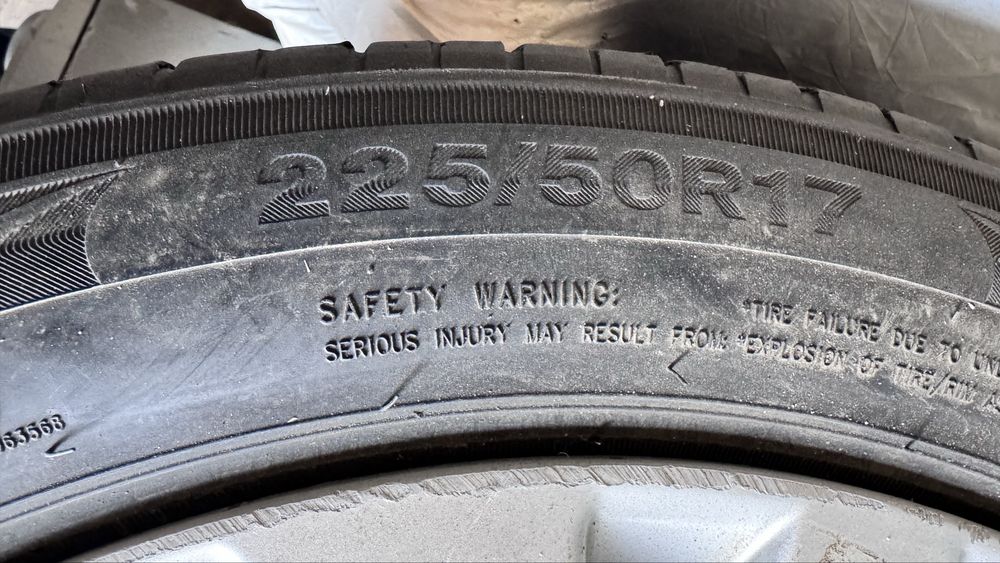 225/50R17
SAFETY WARNING:
SERIOUS INJURY MAY RESULT FROM:
*TIRE FAILURE DUE TO
*EXPLOSION OF TIRE/RIM
63568